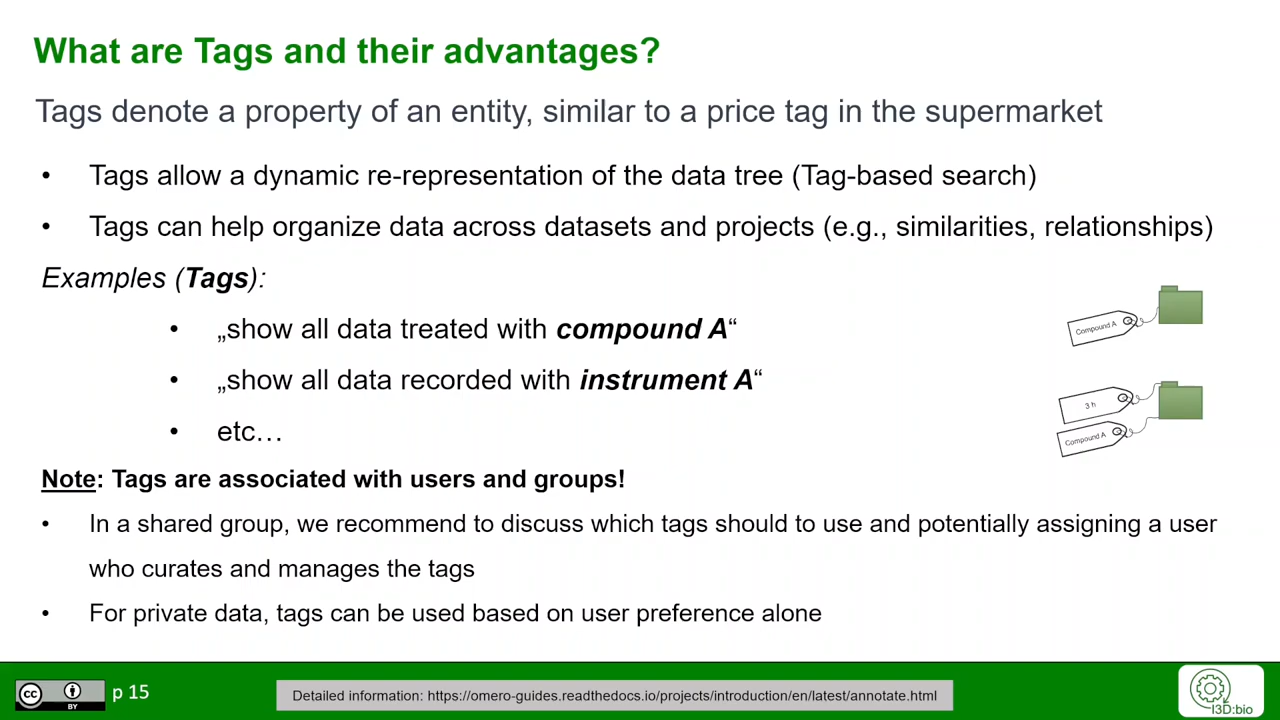 What are Tags and their advantages?
Tags denote a property of an entity, similar to a price tag in the supermarket
• Tags allow a dynamic re-representation of the data tree (Tag-based search)
• Tags can help organize data across datasets and projects (e.g., similarities, relationships)
Examples (Tags):
• „show all data treated with compound A“
• „show all data recorded with instrument A“
• etc…
Compound A
3 h
Compound A
Note: Tags are associated with users and groups!
• In a shared group, we recommend to discuss which tags should to use and potentially assigning a user
who curates and manages the tags
• For private data, tags can be used based on user preference alone
cc BY
p 15
Detailed information: https://omero-guides.readthedocs.io/projects/introduction/en/latest/annotate.html
I3D:bio